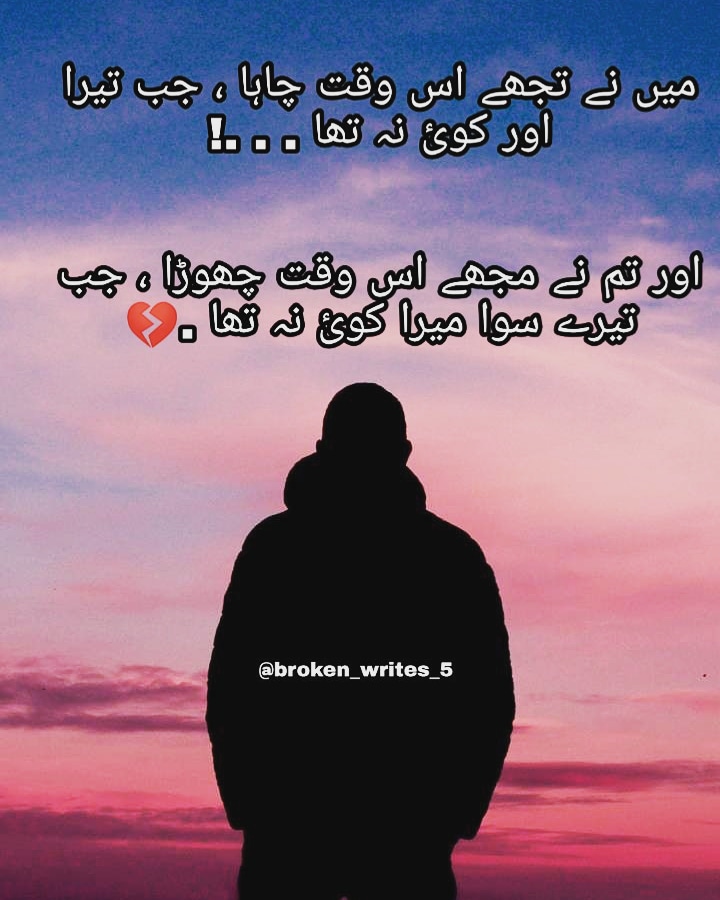 میں نے تجھے اس وقت چاہا ، جب تیرا
اور کوئ نہ تھا . . .!
اور تم نے مجھے اس وقت چھوڑا ، جب
تیرے سوا میرا کوئ نہ تھا .💔
@broken_writes_5